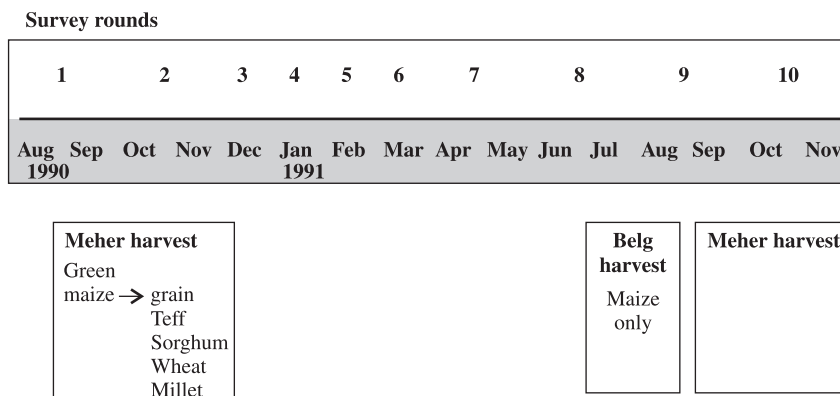 Survey rounds
1 2 3 4 5 6 7 8 9 10
Aug Sep Oct Nov Dec Jan Feb Mar Apr May Jun Jul Aug Sep Oct Nov
1990 1991
Meher harvest
Green
maize → grain
Teff
Sorghum
Wheat
Millet
Belg
harvest
Maize
only
Meher harvest